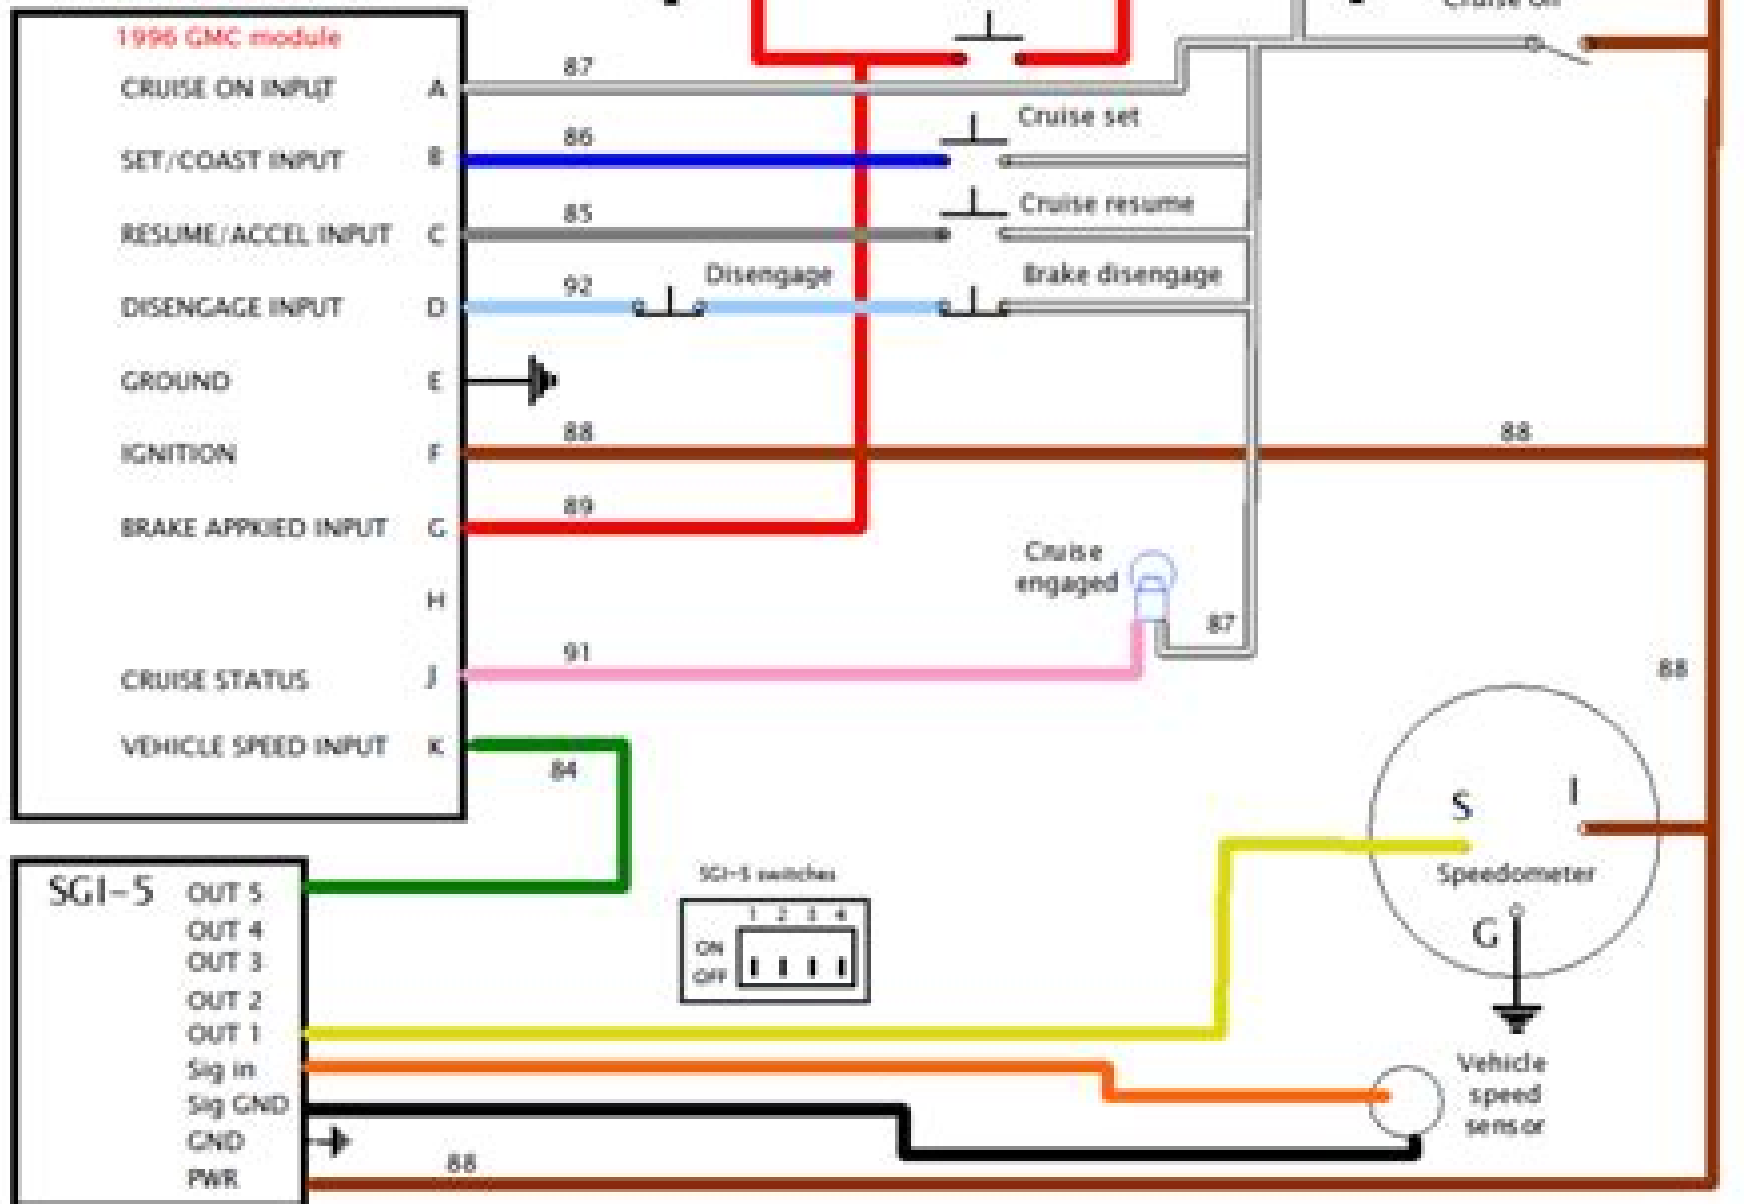 Cruise on
1996 GMC module
CRUISE ON INPUT A 87
Cruise set
SET/COAST INPUT B 86
Cruise resume
RESUME/ACCEL INPUT C 85
Disengage Brake disengage
DISENGAGE INPUT D 92
GROUND E
IGNITION F 88 88
BRAKE APPKIED INPUT G 89
Cruise
engaged
H
87
CRUISE STATUS J 91
88
VEHICLE SPEED INPUT K
84
S I
Speedometer
G
SGI-5 OUT 5
OUT 4
OUT 3
OUT 2
OUT 1
Sig in
Sig GND
GND
PWR 88
SGI-5 switches
1 2 3 4
ON
OFF
Vehicle
speed
sensor